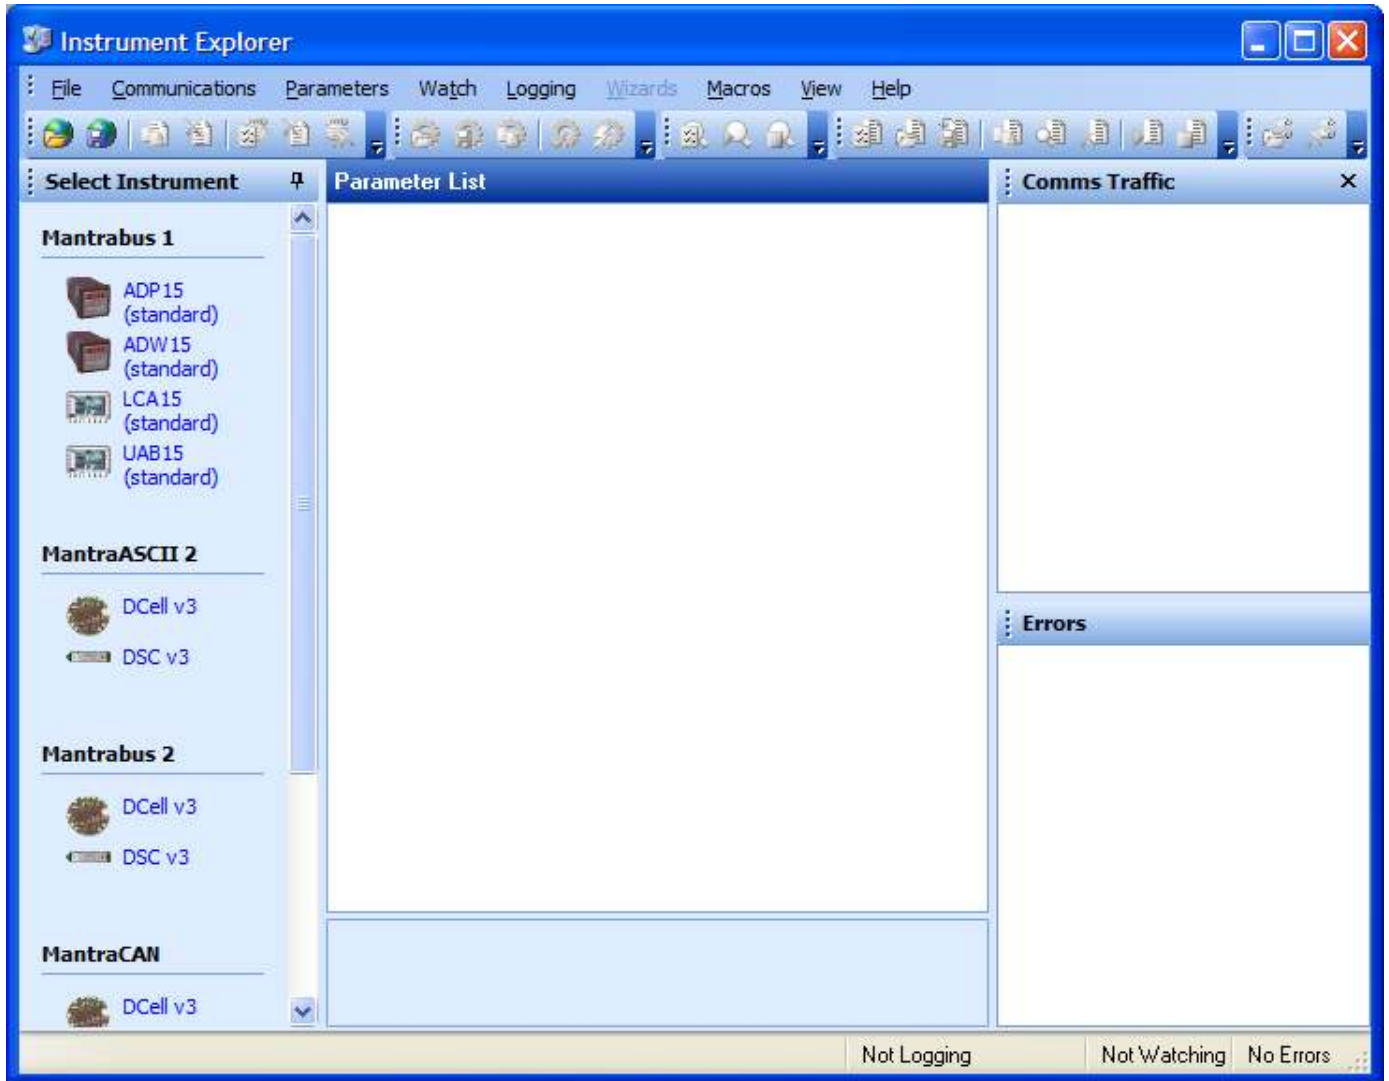 Instrument Explorer
File Communications Parameters Watch Logging Wizards Macros View Help
Select Instrument
Parameter List
Comms Traffic
Mantrabus 1
ADP15
(standard)
ADW15
(standard)
LCA15
(standard)
UAB15
(standard)
MantraASCII 2
DCell v3
DSC v3
Mantrabus 2
DCell v3
DSC v3
MantraCAN
DCell v3
Errors
Not Logging
Not Watching
No Errors